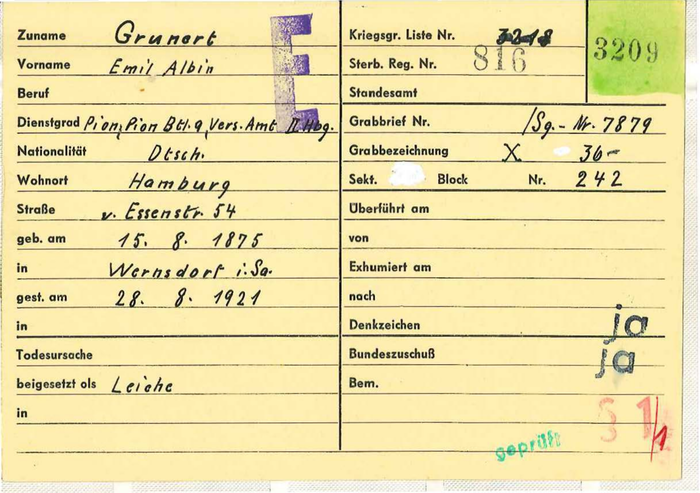 Zuname Grunert
Vorname Emil Albin
Beruf
Dienstgrad Pion, Pion Btl. 9, Vers. Amt II Hbg.
Nationalität Dtsch.
Wohnort Hamburg
Straße v. Essenstr. 54
geb. am 15. 8. 1875
in Wernsdorf i. Sa.
gest. am 28. 8. 1921
in
Todesursache
beigesetzt als Leiche
in
E
Kriegsgr. Liste Nr. 3218
Sterb. Reg. Nr. 816
Standesamt
3209
Grabbrief Nr. /Sg.-Nr. 7879
Grabbezeichnung X 36-
Sekt. Block Nr. 242
Überführt am
von
Exhumiert am
nach
Denkzeichen ja
Bundeszuschuß ja
Bem.
§ 1/1
geprüft